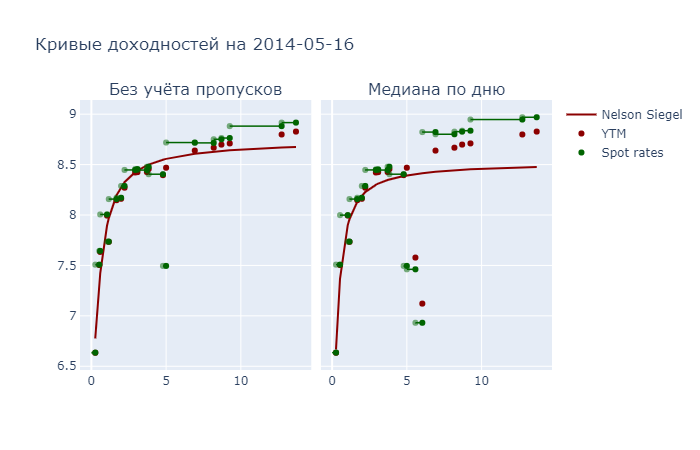 Кривые доходностей на 2014-05-16
Без учёта пропусков
Медиана по дню
9
8.5
8
7.5
7
6.5
0
5
10
0
5
10
Nelson Siegel
YTM
Spot rates